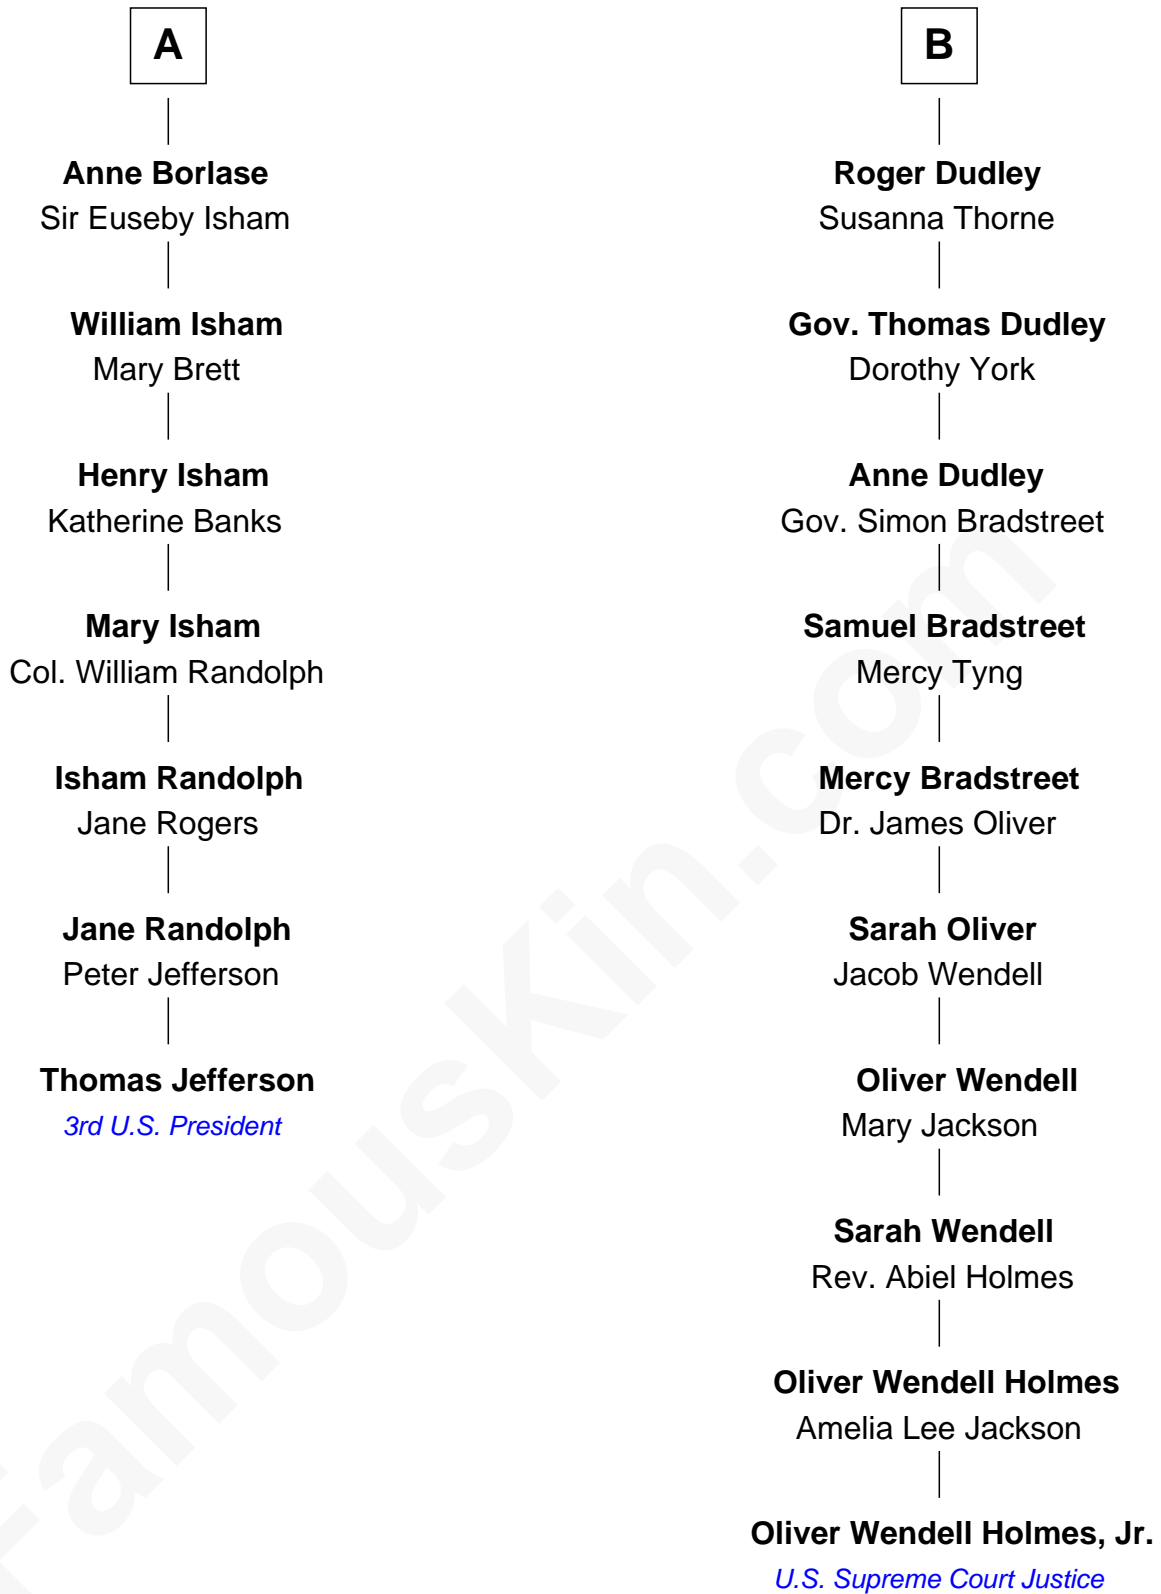 A
Anne Borlase
Sir Euseby Isham
William Isham
Mary Brett
Henry Isham
Katherine Banks
Mary Isham
Col. William Randolph
Isham Randolph
Jane Rogers
Jane Randolph
Peter Jefferson
Thomas Jefferson
3rd U.S. President
B
Roger Dudley
Susanna Thorne
Gov. Thomas Dudley
Dorothy York
Anne Dudley
Gov. Simon Bradstreet
Samuel Bradstreet
Mercy Tyng
Mercy Bradstreet
Dr. James Oliver
Sarah Oliver
Jacob Wendell
Oliver Wendell
Mary Jackson
Sarah Wendell
Rev. Abiel Holmes
Oliver Wendell Holmes
Amelia Lee Jackson
Oliver Wendell Holmes, Jr.
U.S. Supreme Court Justice
FamousKin.com